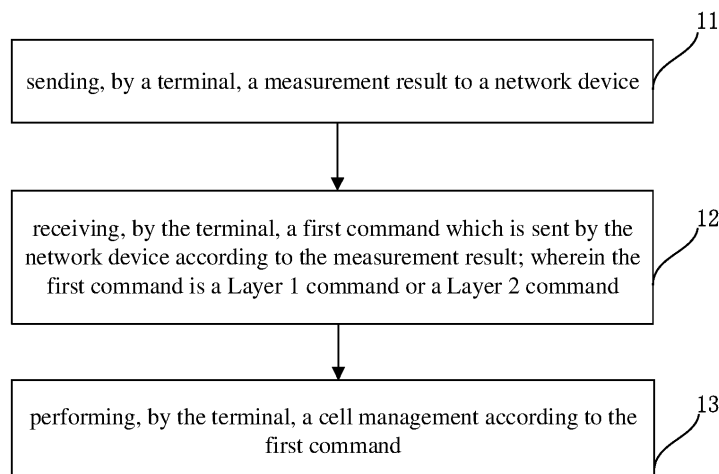 11
sending, by a terminal, a measurement result to a network device
12
receiving, by the terminal, a first command which is sent by the
network device according to the measurement result; wherein the
first command is a Layer 1 command or a Layer 2 command
13
performing, by the terminal, a cell management according to the
first command